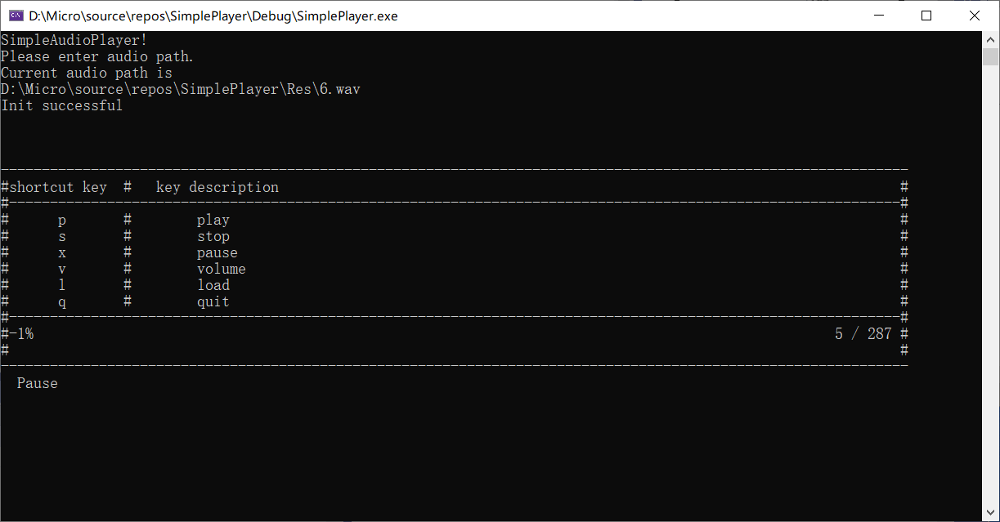 D:\Micro\source\repos\SimplePlayer\Debug\SimplePlayer.exe
SimpleAudioPlayer!
Please enter audio path.
Current audio path is
D:\Micro\source\repos\SimplePlayer\Res\6.wav
Init successful
-----------------------------------------------------------------------------------------------------------------
#shortcut key  #   key description                                                                            #
#-------------------------------------------------------------------------------------------------------------#
#      p       #        play                                                                                  #
#      s       #        stop                                                                                  #
#      x       #        pause                                                                                 #
#      v       #        volume                                                                                #
#      l       #        load                                                                                  #
#      q       #        quit                                                                                  #
#-------------------------------------------------------------------------------------------------------------#
#-1%                                                                                                  5 / 287 #
#                                                                                                             #
---------------------------------------------------------------------------------------------------------------
  Pause